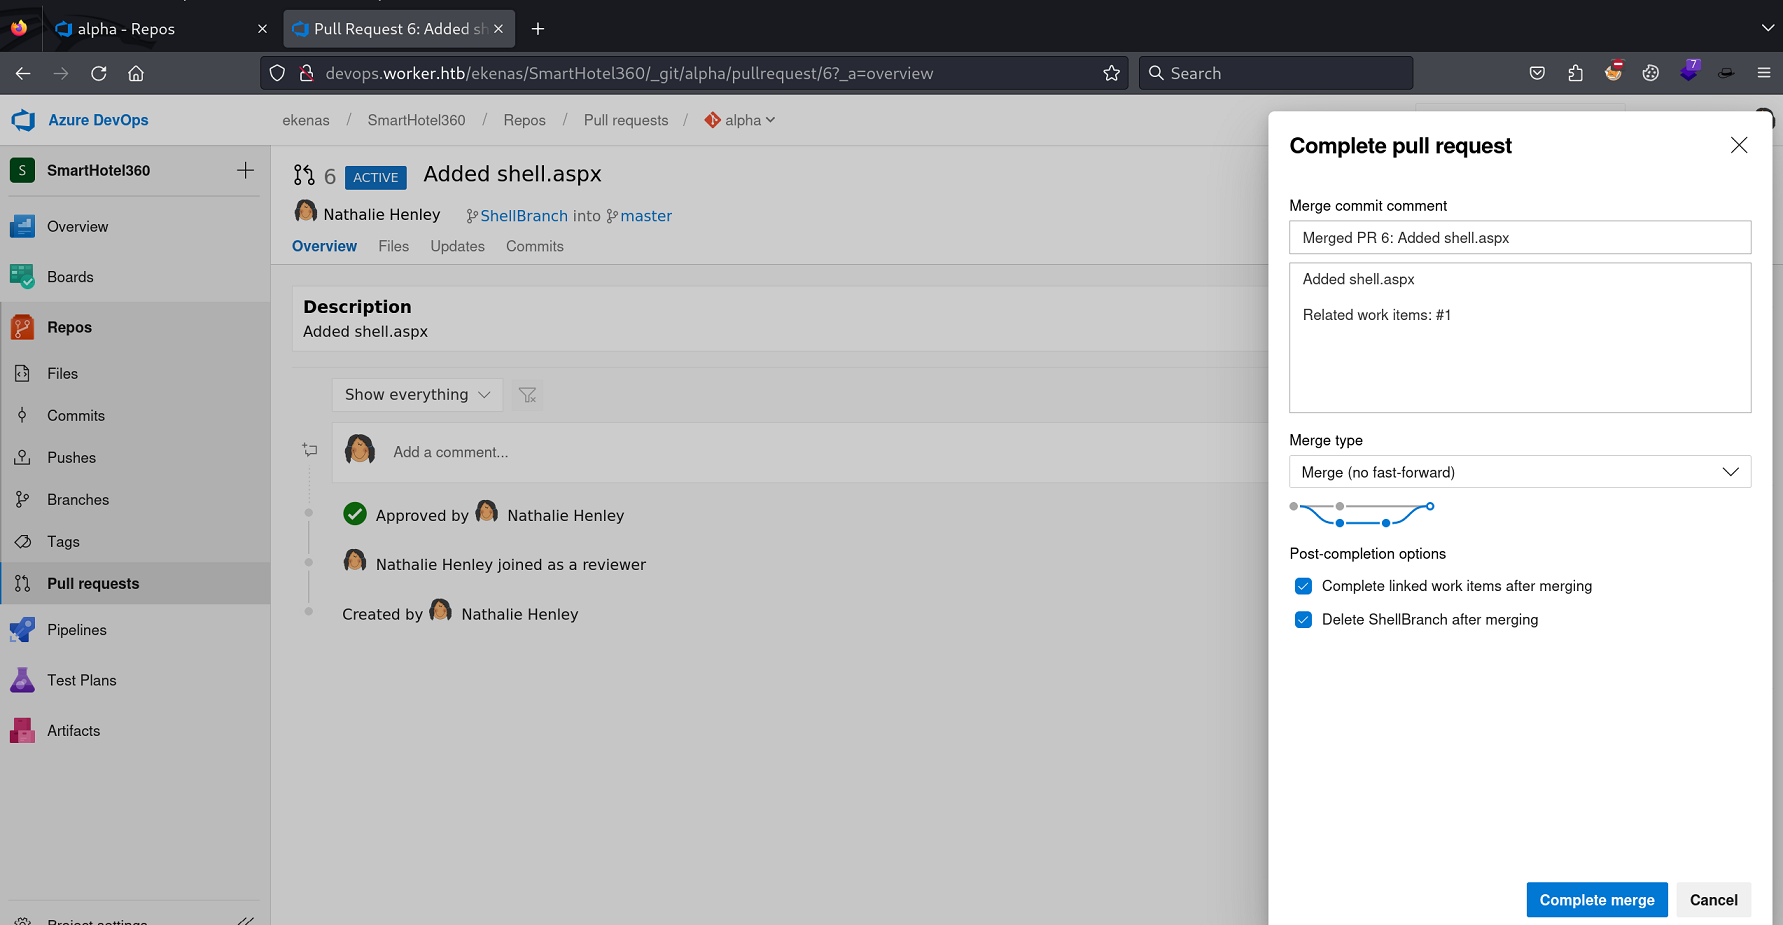 alpha - Repos
Pull Request 6: Added sh
devops.worker.htb/ekenas/SmartHotel360/_git/alpha/pullrequest/6?_a=overview
Search
7
Azure DevOps
ekenas / SmartHotel360 / Repos / Pull requests / alpha
S SmartHotel360
Overview
Boards
Repos
Files
Commits
Pushes
Branches
Tags
Pull requests
Pipelines
Test Plans
Artifacts
Project settings
6 ACTIVE Added shell.aspx
Nathalie Henley ShellBranch into master
Overview Files Updates Commits
Description
Added shell.aspx
Show everything
Add a comment...
Approved by Nathalie Henley
Nathalie Henley joined as a reviewer
Created by Nathalie Henley
Complete pull request
Merge commit comment
Merged PR 6: Added shell.aspx
Added shell.aspx
Related work items: #1
Merge type
Merge (no fast-forward)
Post-completion options
Complete linked work items after merging
Delete ShellBranch after merging
Complete merge Cancel